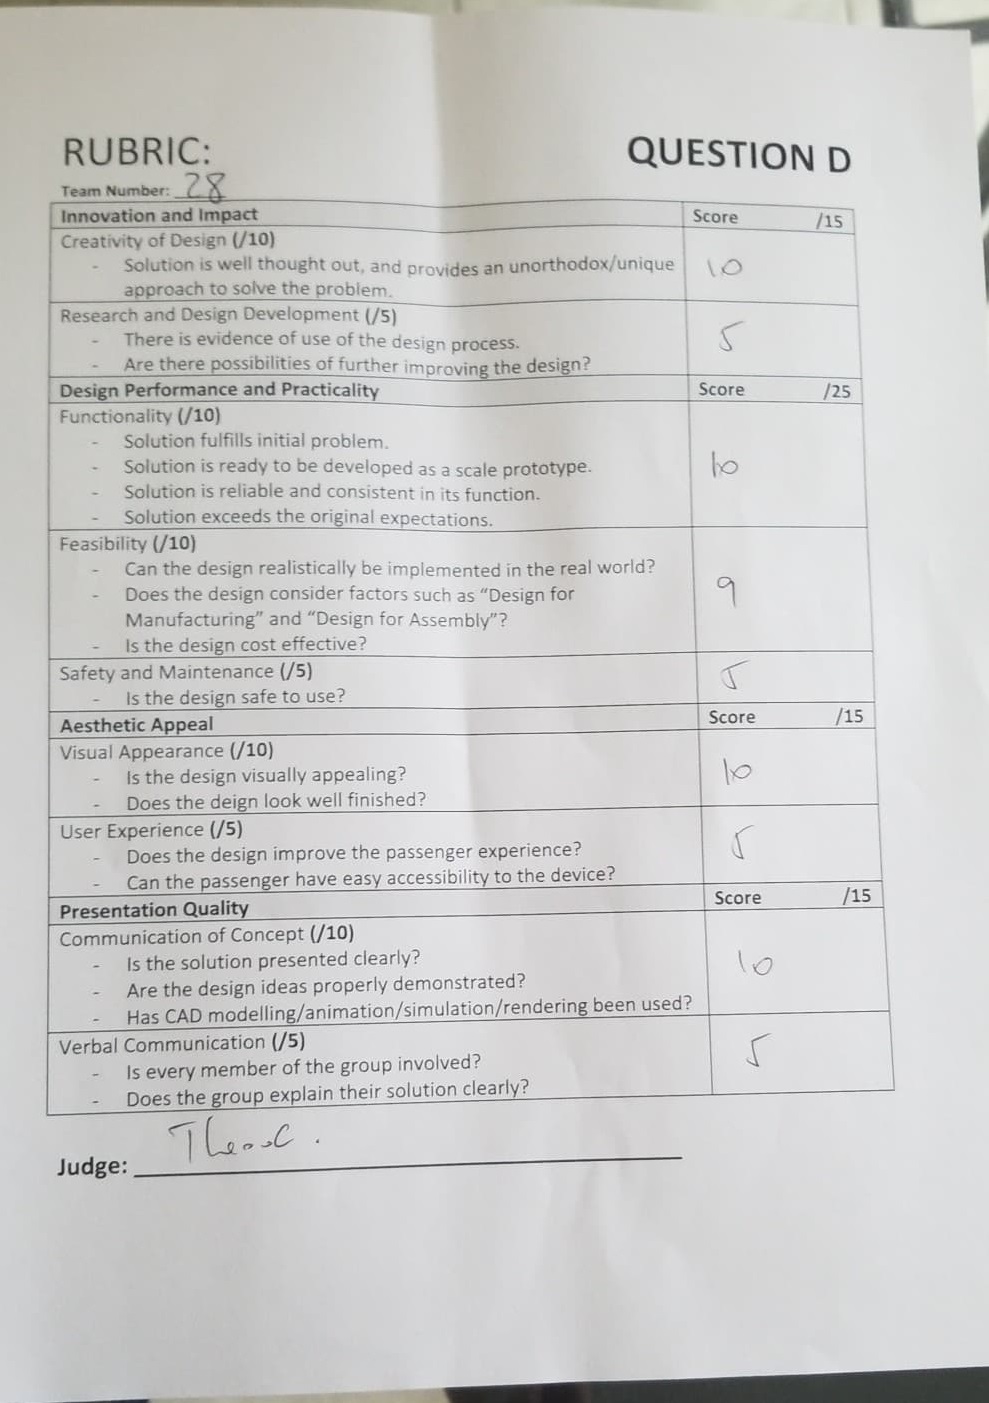 RUBRIC: QUESTION D
Team Number: 28
Innovation and Impact Score /15
Creativity of Design (/10)
- Solution is well thought out, and provides an unorthodox/unique 10
approach to solve the problem.
Research and Design Development (/5)
- There is evidence of use of the design process. 5
- Are there possibilities of further improving the design?
Design Performance and Practicality Score /25
Functionality (/10)
- Solution fulfills initial problem.
- Solution is ready to be developed as a scale prototype. 10
- Solution is reliable and consistent in its function.
- Solution exceeds the original expectations.
Feasibility (/10)
- Can the design realistically be implemented in the real world?
- Does the design consider factors such as “Design for 9
Manufacturing” and “Design for Assembly”?
- Is the design cost effective?
Safety and Maintenance (/5) 5
- Is the design safe to use?
Aesthetic Appeal Score /15
Visual Appearance (/10)
- Is the design visually appealing? 10
- Does the deign look well finished?
User Experience (/5)
- Does the design improve the passenger experience? 5
- Can the passenger have easy accessibility to the device?
Presentation Quality Score /15
Communication of Concept (/10)
- Is the solution presented clearly? 10
- Are the design ideas properly demonstrated?
- Has CAD modelling/animation/simulation/rendering been used?
Verbal Communication (/5)
- Is every member of the group involved? 5
- Does the group explain their solution clearly?
Judge: